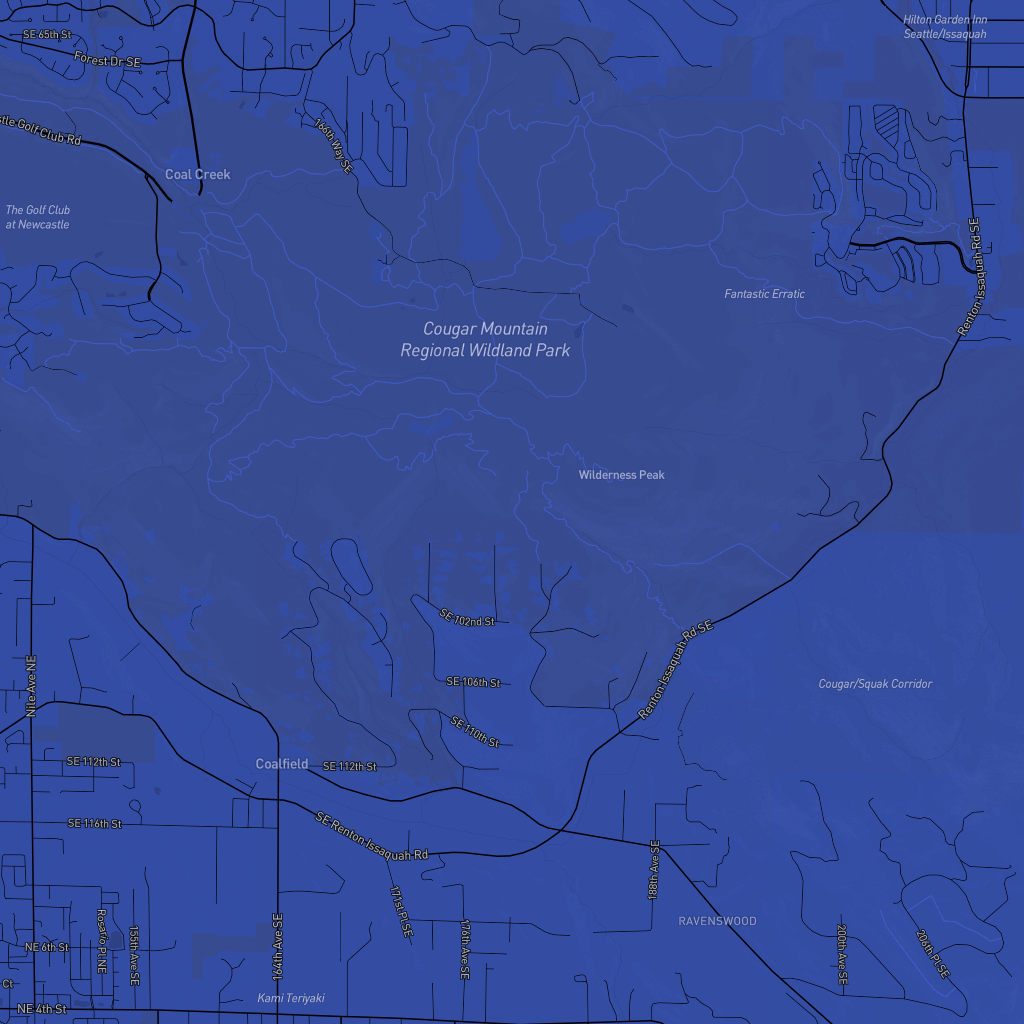 Hilton Garden Inn
Seattle/Issaquah
SE 65th St
Forest Dr SE
stle Golf Club Rd
166th Way SE
Coal Creek
The Golf Club
at Newcastle
Renton Issaquah Rd SE
Fantastic Erratic
Cougar Mountain
Regional Wildland Park
Wilderness Peak
SE 102nd St
Renton Issaquah Rd SE
Nile Ave NE
SE 106th St
Cougar/Squak Corridor
SE 110th St
SE 112th St
Coalfield
SE 112th St
SE 116th St
SE Renton Issaquah Rd
188th Ave SE
171st Pl SE
176th Ave SE
RAVENSWOOD
Rosario Pl NE
155th Ave SE
164th Ave SE
NE 6th St
200th Ave SE
206th Pl SE
Ct
Kami Teriyaki
NE 4th St